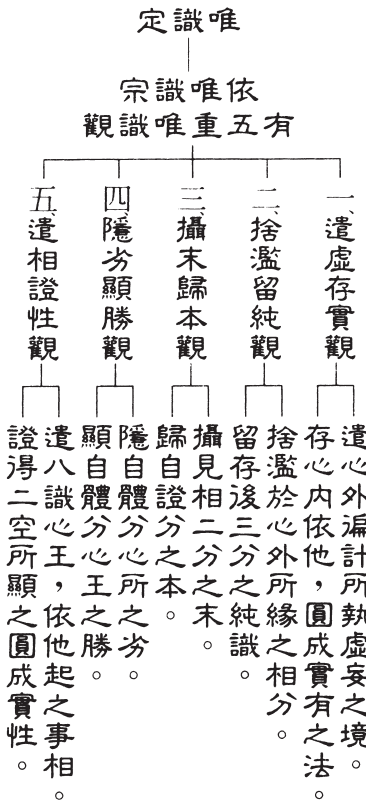 唯識定
依唯識宗
有五重唯識觀
一、遣虛存實觀
遣心外遍計所執虛妄之境。
存心內依他，圓成實有之法。
二、捨濫留純觀
捨濫於心外所緣之相分。
留存後三分之純識。
三、攝末歸本觀
攝見相二分之末。
歸自證分之本。
四、隱劣顯勝觀
隱自體分心所之劣。
顯自體分心王之勝。
五、遣相證性觀
遣八識心王，依他起之事相。
證得二空所顯之圓成實性。